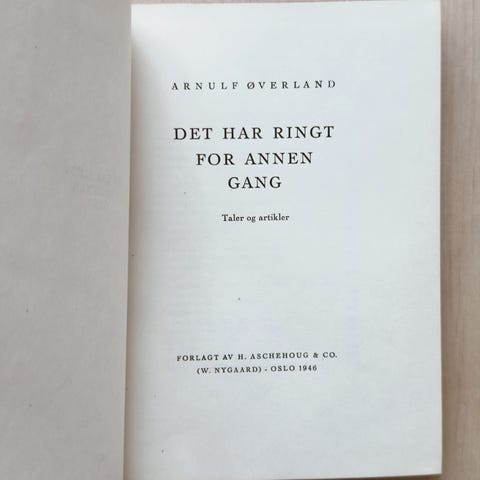 ARNULF ØVERLAND
DET HAR RINGT
FOR ANNEN
GANG
Taler og artikler
FORLAGT AV H. ASCHEHOUG & CO.
(W. NYGAARD) - OSLO 1946